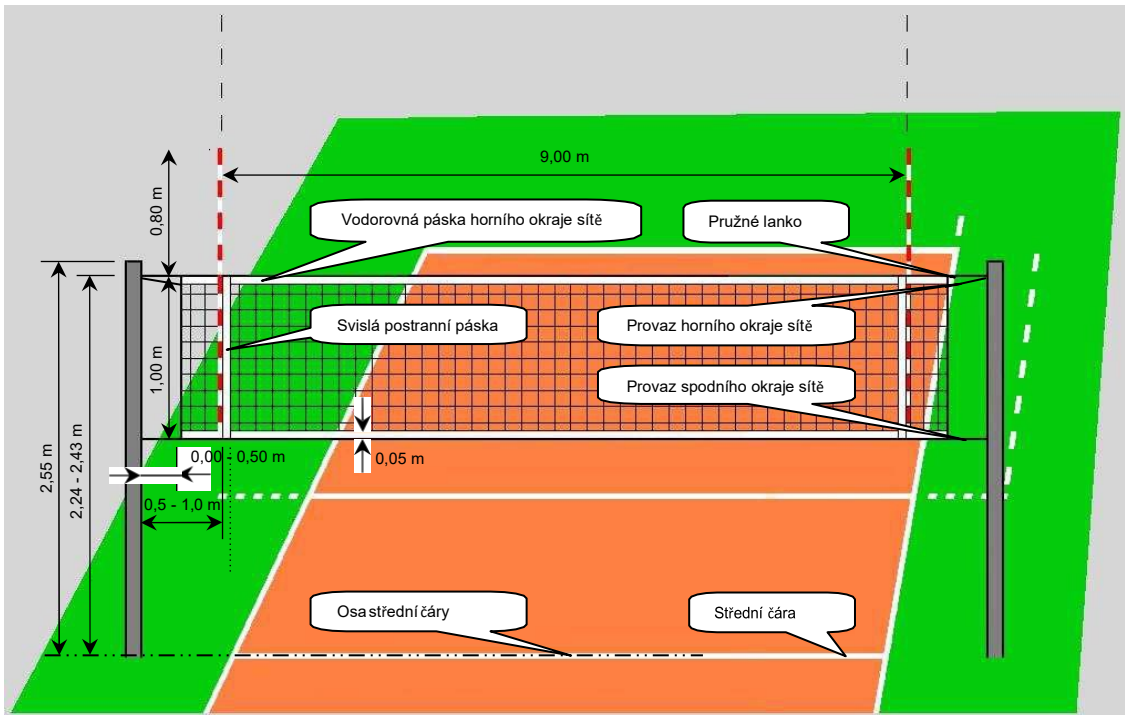 9,00 m
0,80 m
Vodorovná páska horního okraje sítě
Pružné lanko
Svislá postranní páska
Provaz horního okraje sítě
1,00 m
Provaz spodního okraje sítě
2,55 m
2,24 - 2,43 m
0,00 - 0,50 m
0,05 m
0,5 - 1,0 m
Osa střední čáry
Střední čára